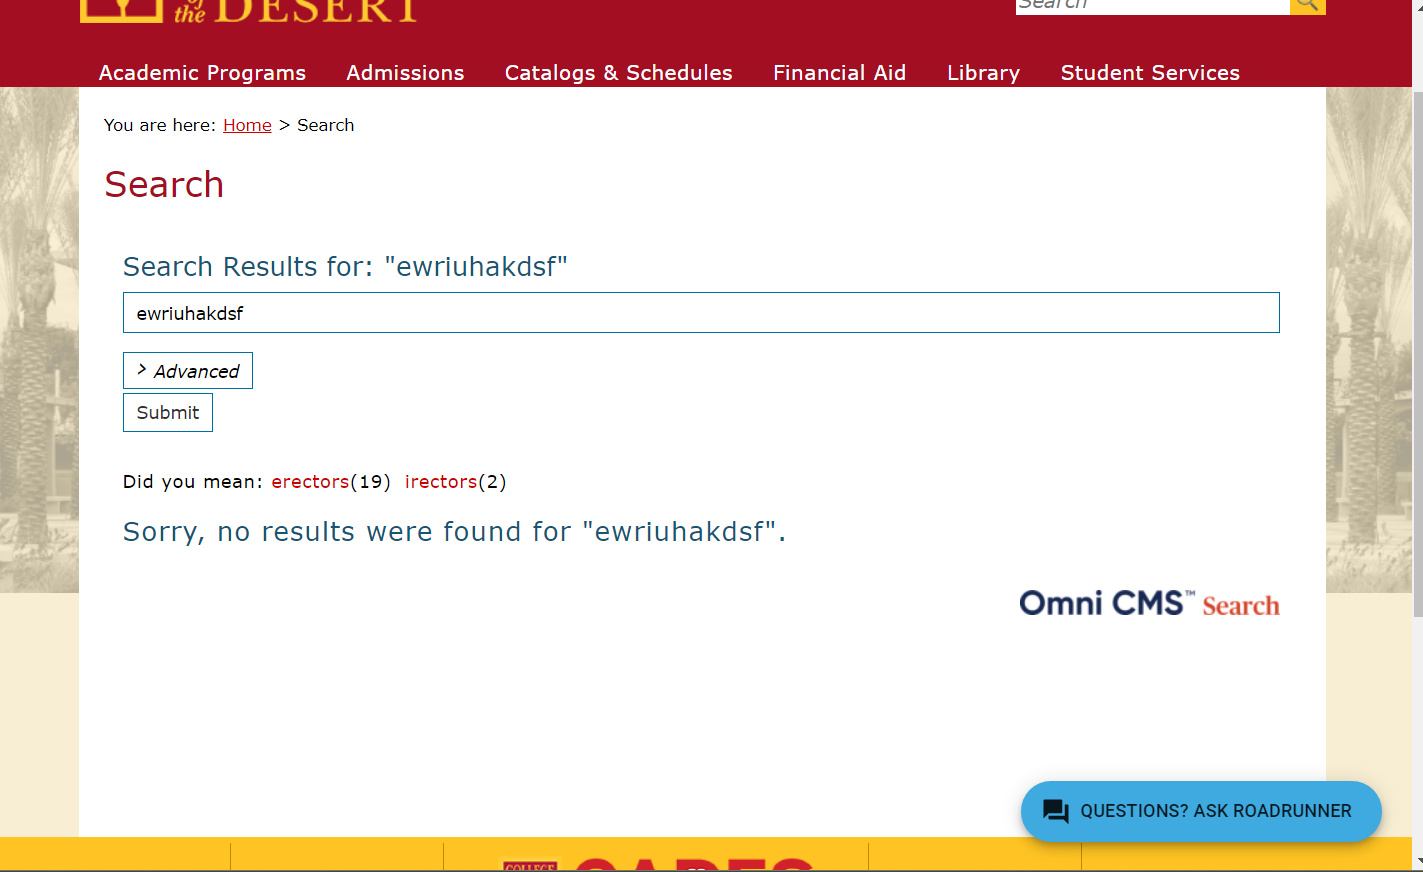 of
the DESERT
Search
Academic Programs Admissions Catalogs & Schedules Financial Aid Library Student Services
You are here: Home > Search
Search
Search Results for: "ewriuhakdsf"
ewriuhakdsf
> Advanced
Submit
Did you mean: erectors(19) irectors(2)
Sorry, no results were found for "ewriuhakdsf".
Omni CMS™ Search
QUESTIONS? ASK ROADRUNNER
COLLEGE CARES